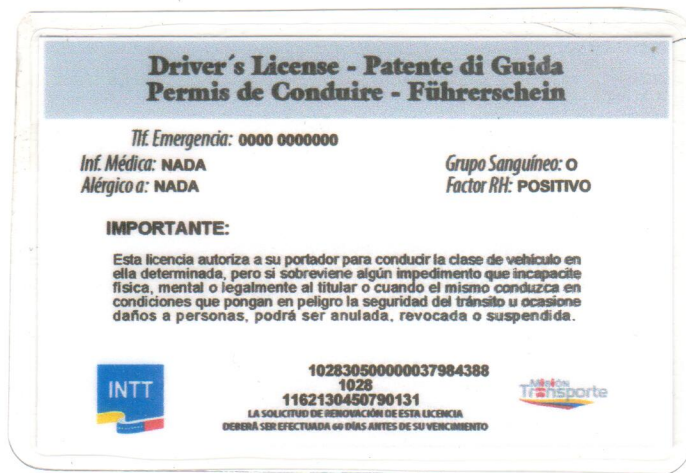 Driver´s License - Patente di Guida
Permis de Conduire - Führerschein
Tlf. Emergencia: 0000 0000000
Inf. Médica: NADA
Grupo Sanguíneo: O
Alérgico a: NADA
Factor RH: POSITIVO
IMPORTANTE:
Esta licencia autoriza a su portador para conducir la clase de vehículo en
ella determinada, pero si sobreviene algún impedimento que incapacite
física, mental o legalmente al titular o cuando el mismo conduzca en
condiciones que pongan en peligro la seguridad del tránsito u ocasione
daños a personas, podrá ser anulada, revocada o suspendida.
INTT
102830500000037984388
1028
1162130450790131
MISIÓN
Transporte
LA SOLICITUD DE RENOVACIÓN DE ESTA LICENCIA
DEBERÁ SER EFECTUADA 60 DÍAS ANTES DE SU VENCIMIENTO